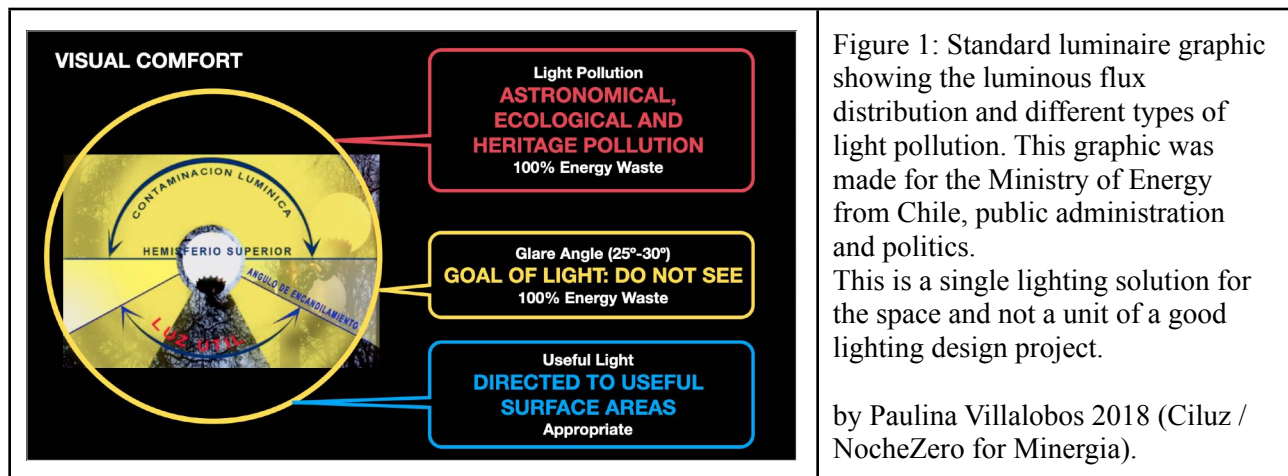 VISUAL COMFORT
Light Pollution
ASTRONOMICAL,
ECOLOGICAL AND
HERITAGE POLLUTION
100% Energy Waste
CONTAMINACION LUMINICA
HEMISFERIO SUPERIOR
ANGULO DE ENCANDILAMIENTO
LUZ UTIL
Glare Angle (25º-30º)
GOAL OF LIGHT: DO NOT SEE
100% Energy Waste
Useful Light
DIRECTED TO USEFUL
SURFACE AREAS
Appropriate
Figure 1: Standard luminaire graphic
showing the luminous flux
distribution and different types of
light pollution. This graphic was
made for the Ministry of Energy
from Chile, public administration
and politics.
This is a single lighting solution for
the space and not a unit of a good
lighting design project.
by Paulina Villalobos 2018 (Ciluz /
NocheZero for Minergia).